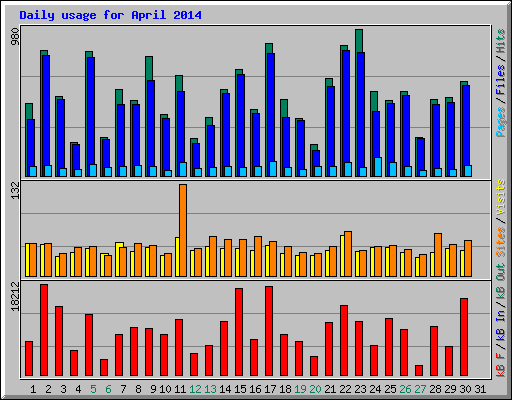 Daily usage for April 2014
980
Pages / Files / Hits
132
Sites / Visits
18212
kB F / kB In / kB Out
1 2 3 4 5 6 7 8 9 10 11 12 13 14 15 16 17 18 19 20 21 22 23 24 25 26 27 28 29 30 31